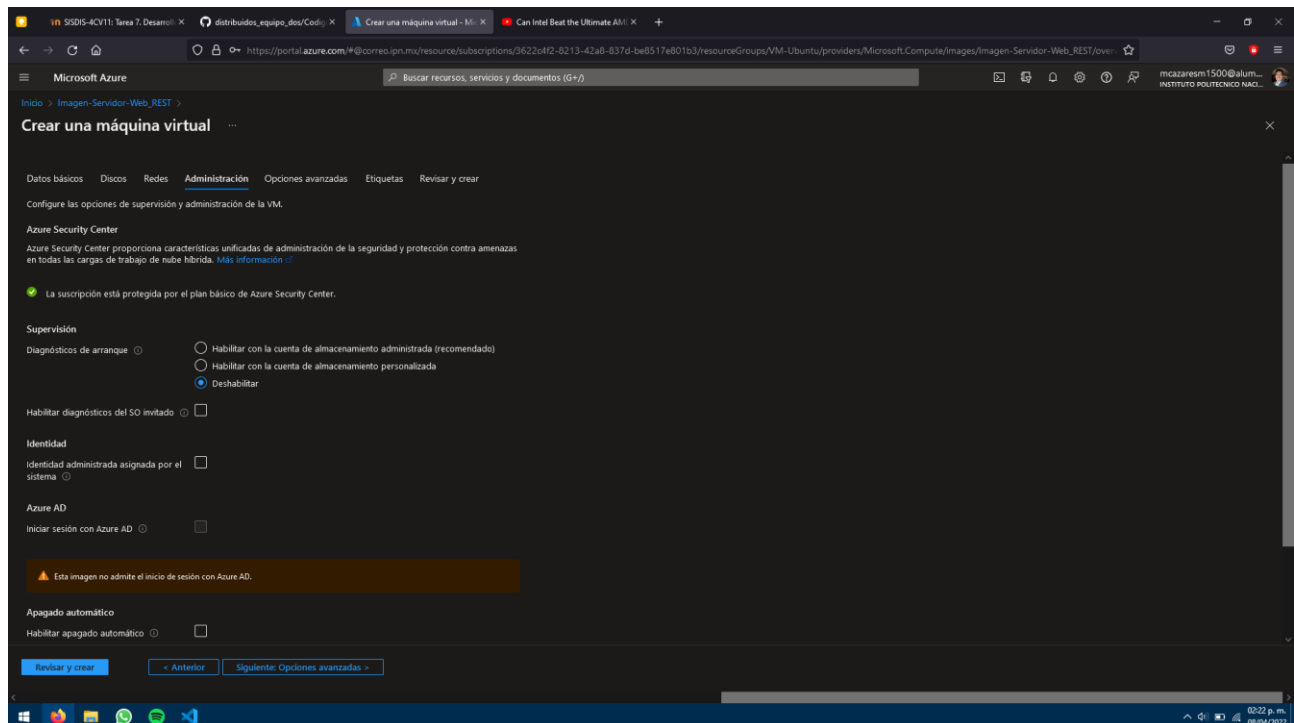 SISDIS-4CV11: Tarea 7. Desarroll
distribuidos_equipo_dos/Codig
Crear una máquina virtual - Mic
Can Intel Beat the Ultimate AM
https://portal.azure.com/#@correo.ipn.mx/resource/subscriptions/3622c4f2-8213-42a8-837d-be8517e801b3/resourceGroups/VM-Ubuntu/providers/Microsoft.Compute/images/Imagen-Servidor-Web_REST/over
Microsoft Azure
Buscar recursos, servicios y documentos (G+/)
mcazaresm1500@alum...
INSTITUTO POLITECNICO NACI...
Inicio > Imagen-Servidor-Web_REST >
Crear una máquina virtual ...
Datos básicos Discos Redes Administración Opciones avanzadas Etiquetas Revisar y crear
Configure las opciones de supervisión y administración de la VM.
Azure Security Center
Azure Security Center proporciona características unificadas de administración de la seguridad y protección contra amenazas
en todas las cargas de trabajo de nube híbrida. Más información
La suscripción está protegida por el plan básico de Azure Security Center.
Supervisión
Diagnósticos de arranque
Habilitar con la cuenta de almacenamiento administrada (recomendado)
Habilitar con la cuenta de almacenamiento personalizada
Deshabilitar
Habilitar diagnósticos del SO invitado
Identidad
Identidad administrada asignada por el
sistema
Azure AD
Iniciar sesión con Azure AD
Esta imagen no admite el inicio de sesión con Azure AD.
Apagado automático
Habilitar apagado automático
Revisar y crear
< Anterior
Siguiente: Opciones avanzadas >
02:22 p. m.
08/04/2022